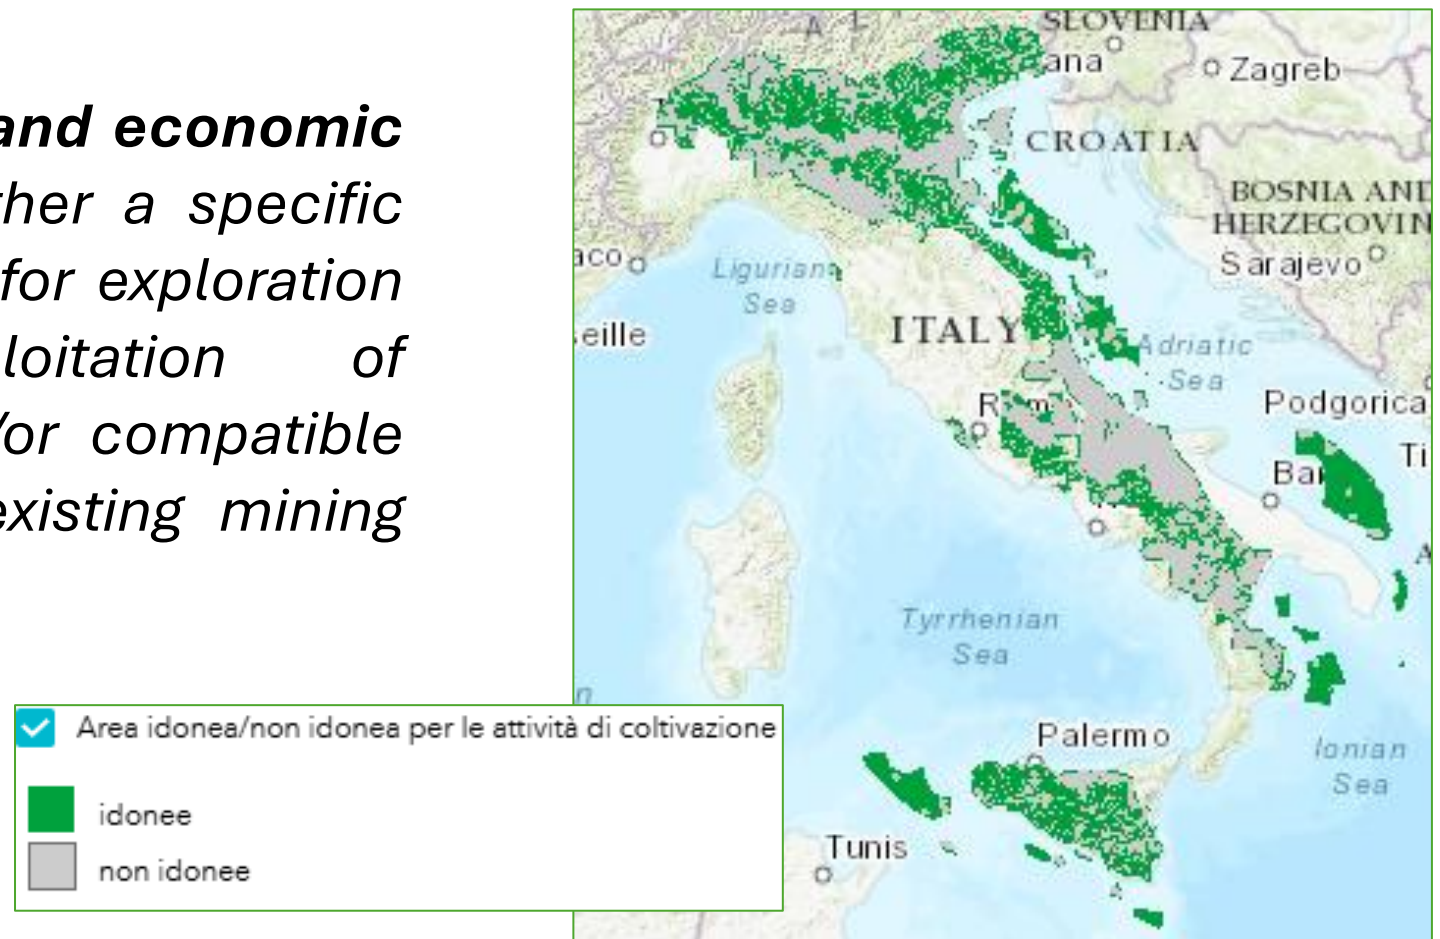 and economic
ther a specific
for exploration
loitation of
/or compatible
existing mining
SLOVENIA
ana
Zagreb
CROATIA
BOSNIA AND
HERZEGOVIN
Sarajevo
aco
Ligurian
Sea
seille
ITALY
Adriatic
Sea
Podgorica
Ti
Ba
Tyrrhenian
Sea
Palermo
Ionian
Sea
Tunis
Area idonea/non idonea per le attività di coltivazione
idonee
non idonee